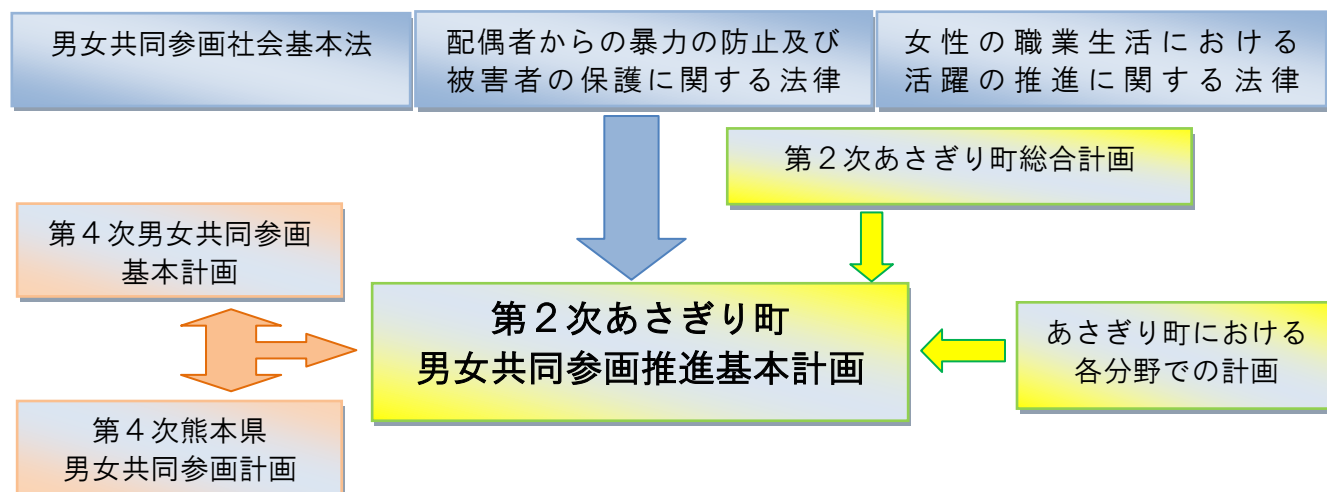 男女共同参画社会基本法
配偶者からの暴力の防止及び
被害者の保護に関する法律
女性の職業生活における
活躍の推進に関する法律
第２次あさぎり町総合計画
第４次男女共同参画
基本計画
第２次あさぎり町
男女共同参画推進基本計画
あさぎり町における
各分野での計画
第４次熊本県
男女共同参画計画